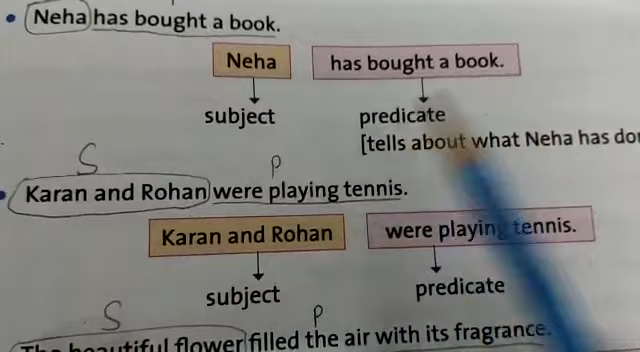 • Neha has bought a book.
Neha has bought a book.
subject predicate
[tells about what Neha has
S P
• Karan and Rohan were playing tennis.
Karan and Rohan were playing tennis.
subject predicate
S P
The beautiful flower filled the air with its fragrance.